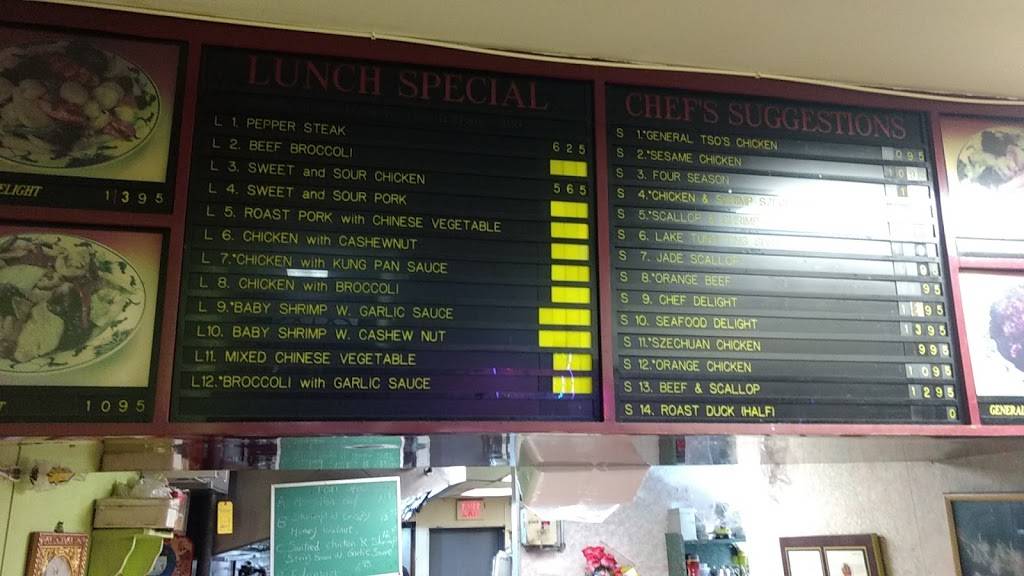 LUNCH SPECIAL
L 1. PEPPER STEAK
L 2. BEEF BROCCOLI 625
L 3. SWEET and SOUR CHICKEN
L 4. SWEET and SOUR PORK 565
L 5. ROAST PORK with CHINESE VEGETABLE
L 6. CHICKEN with CASHEWNUT
L 7.*CHICKEN with KUNG PAN SAUCE
L 8. CHICKEN with BROCCOLI
L 9.*BABY SHRIMP W. GARLIC SAUCE
L10. BABY SHRIMP W. CASHEW NUT
L11. MIXED CHINESE VEGETABLE
L12.*BROCCOLI with GARLIC SAUCE
CHEF'S SUGGESTIONS
S 1.*GENERAL TSO'S CHICKEN 1095
S 2.*SESAME CHICKEN
S 3. FOUR SEASON
S 4.*CHICKEN & SHRIMP
S 5.*SCALLOP
S 6. LAKE
S 7. JADE SCALLOP
S 8.*ORANGE BEEF 95
S 9. CHEF DELIGHT 1395
S 10. SEAFOOD DELIGHT 1395
S 11.*SZECHUAN CHICKEN 995
S 12.*ORANGE CHICKEN 1095
S 13. BEEF & SCALLOP 1295
S 14. ROAST DUCK (HALF) 0
DELIGHT 1395
1095
GENERAL
Honey Walnut
EXIT